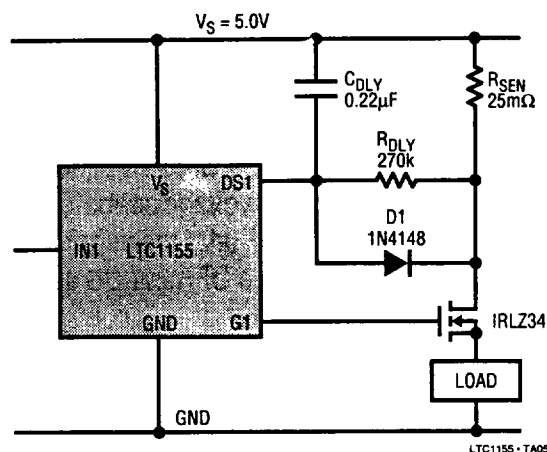 V_S = 5.0V
C_DLY
0.22µF
R_SEN
25mΩ
R_DLY
270k
V_S
DS1
D1
1N4148
IN1
LTC1155
GND
G1
IRLZ34
LOAD
GND
LTC1155 • TA05